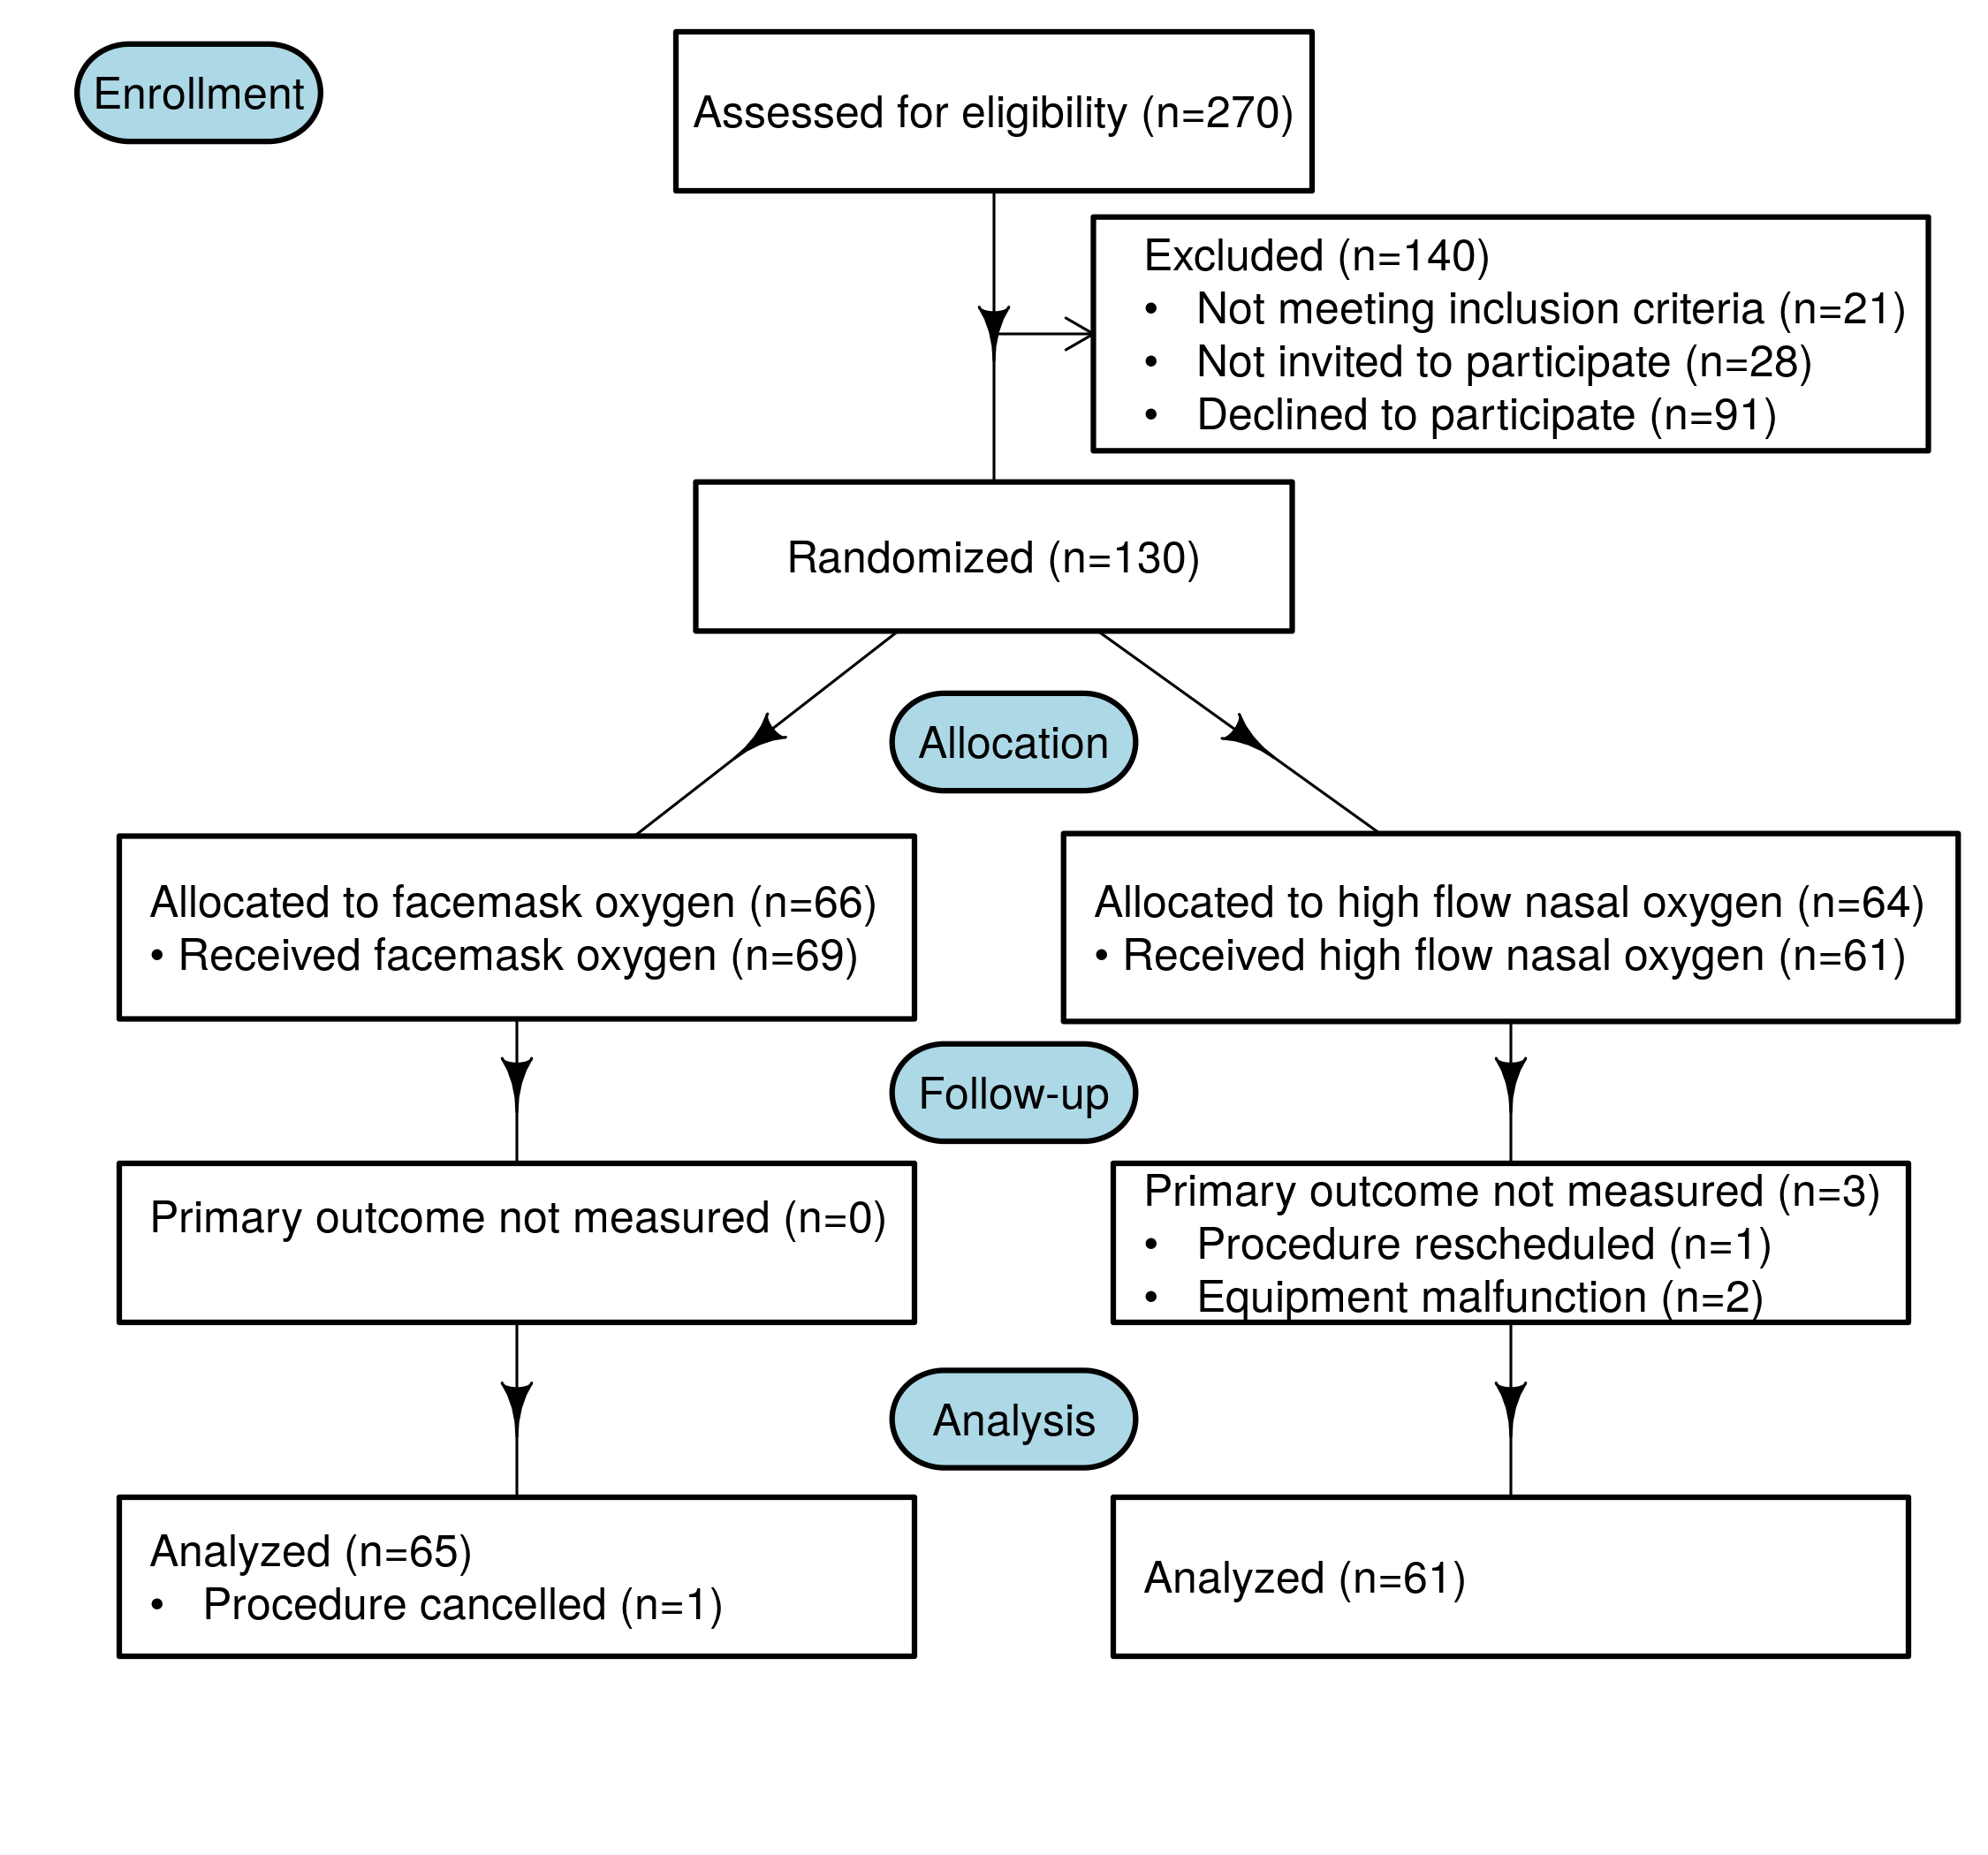 Enrollment
Assessed for eligibility (n=270)
Excluded (n=140)
• Not meeting inclusion criteria (n=21)
• Not invited to participate (n=28)
• Declined to participate (n=91)
Randomized (n=130)
Allocation
Allocated to facemask oxygen (n=66)
• Received facemask oxygen (n=69)
Allocated to high flow nasal oxygen (n=64)
• Received high flow nasal oxygen (n=61)
Follow-up
Primary outcome not measured (n=0)
Primary outcome not measured (n=3)
• Procedure rescheduled (n=1)
• Equipment malfunction (n=2)
Analysis
Analyzed (n=65)
• Procedure cancelled (n=1)
Analyzed (n=61)